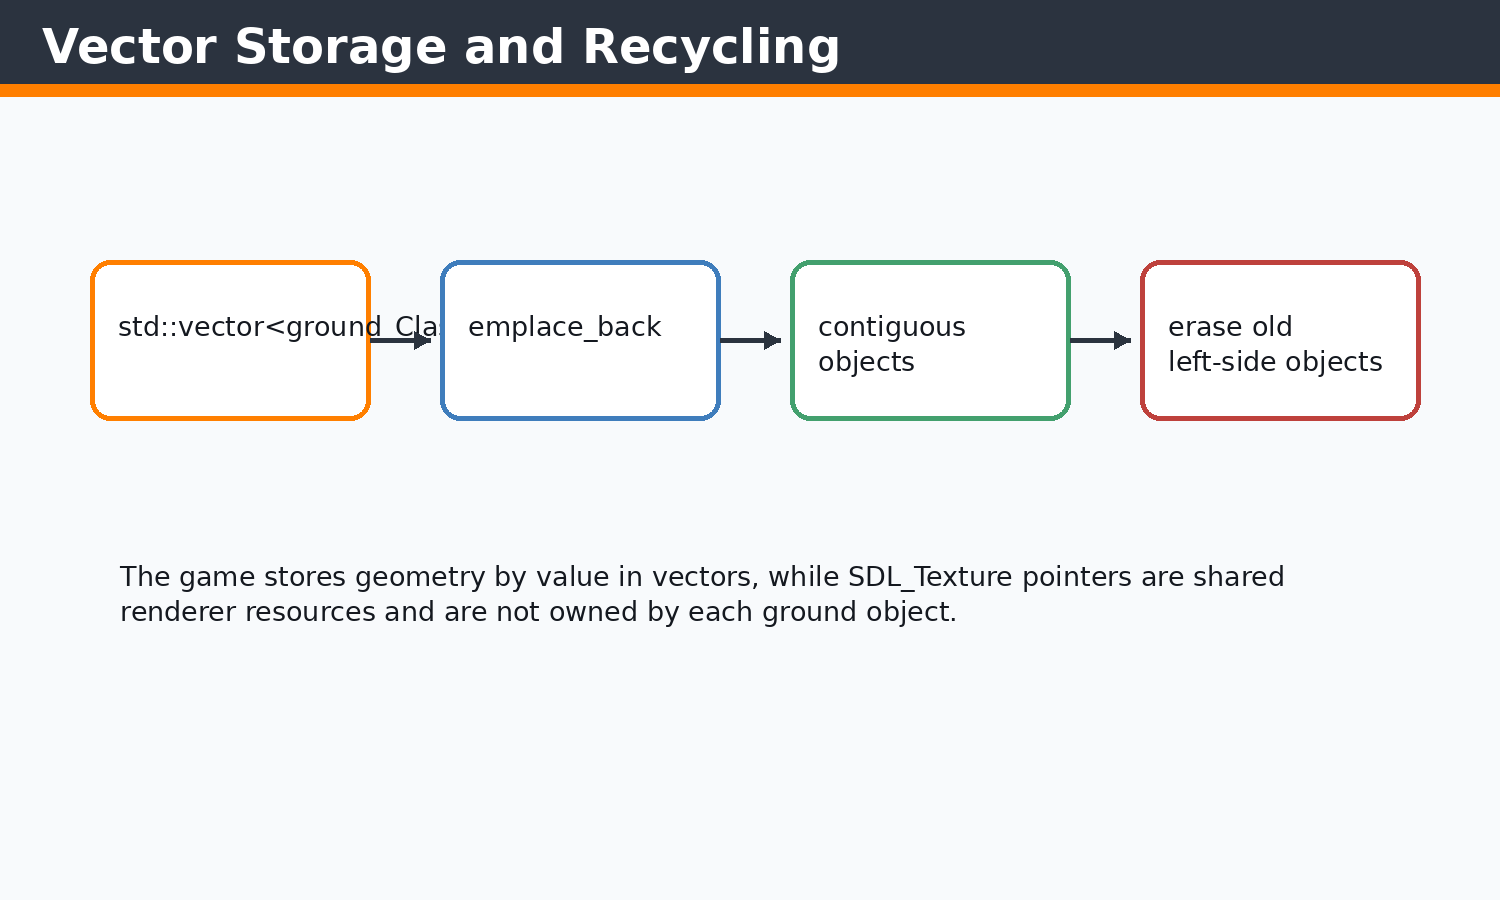 Vector Storage and Recycling
std::vector<ground_Clas
emplace_back
contiguous
objects
erase old
left-side objects
The game stores geometry by value in vectors, while SDL_Texture pointers are shared
renderer resources and are not owned by each ground object.